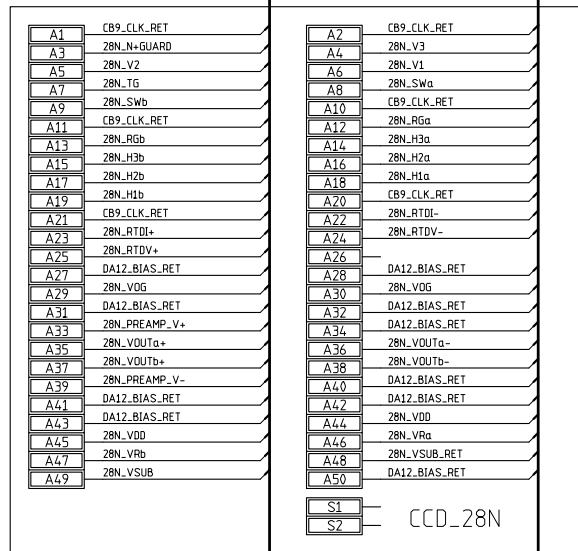 A1 CB9_CLK_RET A2 CB9_CLK_RET
A3 28N_N+GUARD A4 28N_V3
A5 28N_V2 A6 28N_V1
A7 28N_TG A8 28N_SWa
A9 28N_SWb A10 CB9_CLK_RET
A11 CB9_CLK_RET A12 28N_RGa
A13 28N_RGb A14 28N_H3a
A15 28N_H3b A16 28N_H2a
A17 28N_H2b A18 28N_H1a
A19 28N_H1b A20 CB9_CLK_RET
A21 CB9_CLK_RET A22 28N_RTDI-
A23 28N_RTDI+ A24 28N_RTDV-
A25 28N_RTDV+ A26
A27 DA12_BIAS_RET A28 DA12_BIAS_RET
A29 28N_VOG A30 28N_VOG
A31 DA12_BIAS_RET A32 DA12_BIAS_RET
A33 28N_PREAMP_V+ A34 DA12_BIAS_RET
A35 28N_VOUTa+ A36 28N_VOUTa-
A37 28N_VOUTb+ A38 28N_VOUTb-
A39 28N_PREAMP_V- A40 DA12_BIAS_RET
A41 DA12_BIAS_RET A42 DA12_BIAS_RET
A43 DA12_BIAS_RET A44 28N_VDD
A45 28N_VDD A46 28N_VRa
A47 28N_VRb A48 28N_VSUB_RET
A49 28N_VSUB A50 DA12_BIAS_RET
S1
S2 CCD_28N